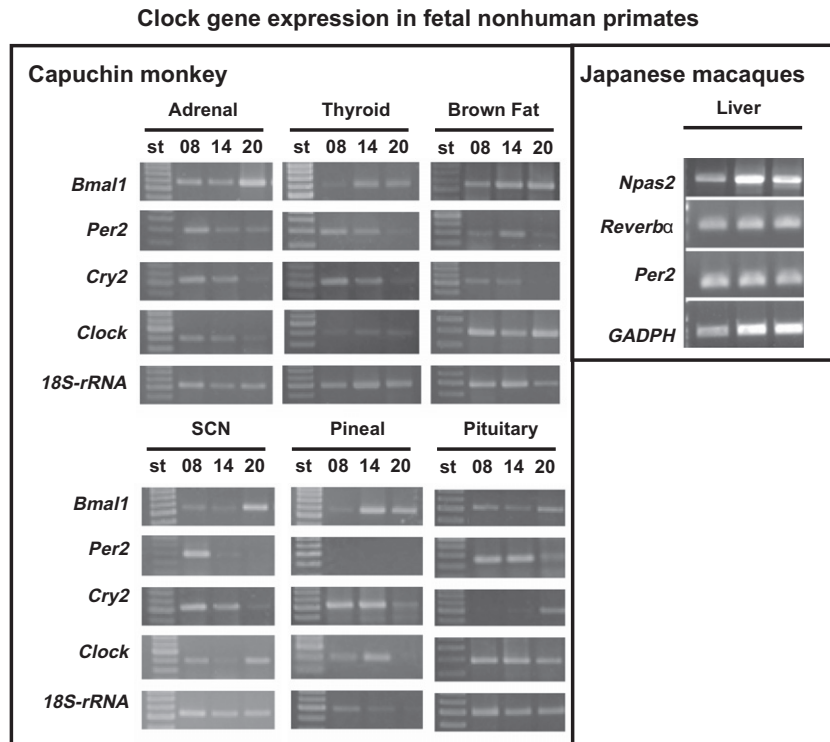 Clock gene expression in fetal nonhuman primates
Capuchin monkey
Adrenal Thyroid Brown Fat
st 08 14 20 st 08 14 20 st 08 14 20
Bmal1
Per2
Cry2
Clock
18S-rRNA
SCN Pineal Pituitary
st 08 14 20 st 08 14 20 st 08 14 20
Bmal1
Per2
Cry2
Clock
18S-rRNA
Japanese macaques
Liver
Npas2
Reverbα
Per2
GADPH